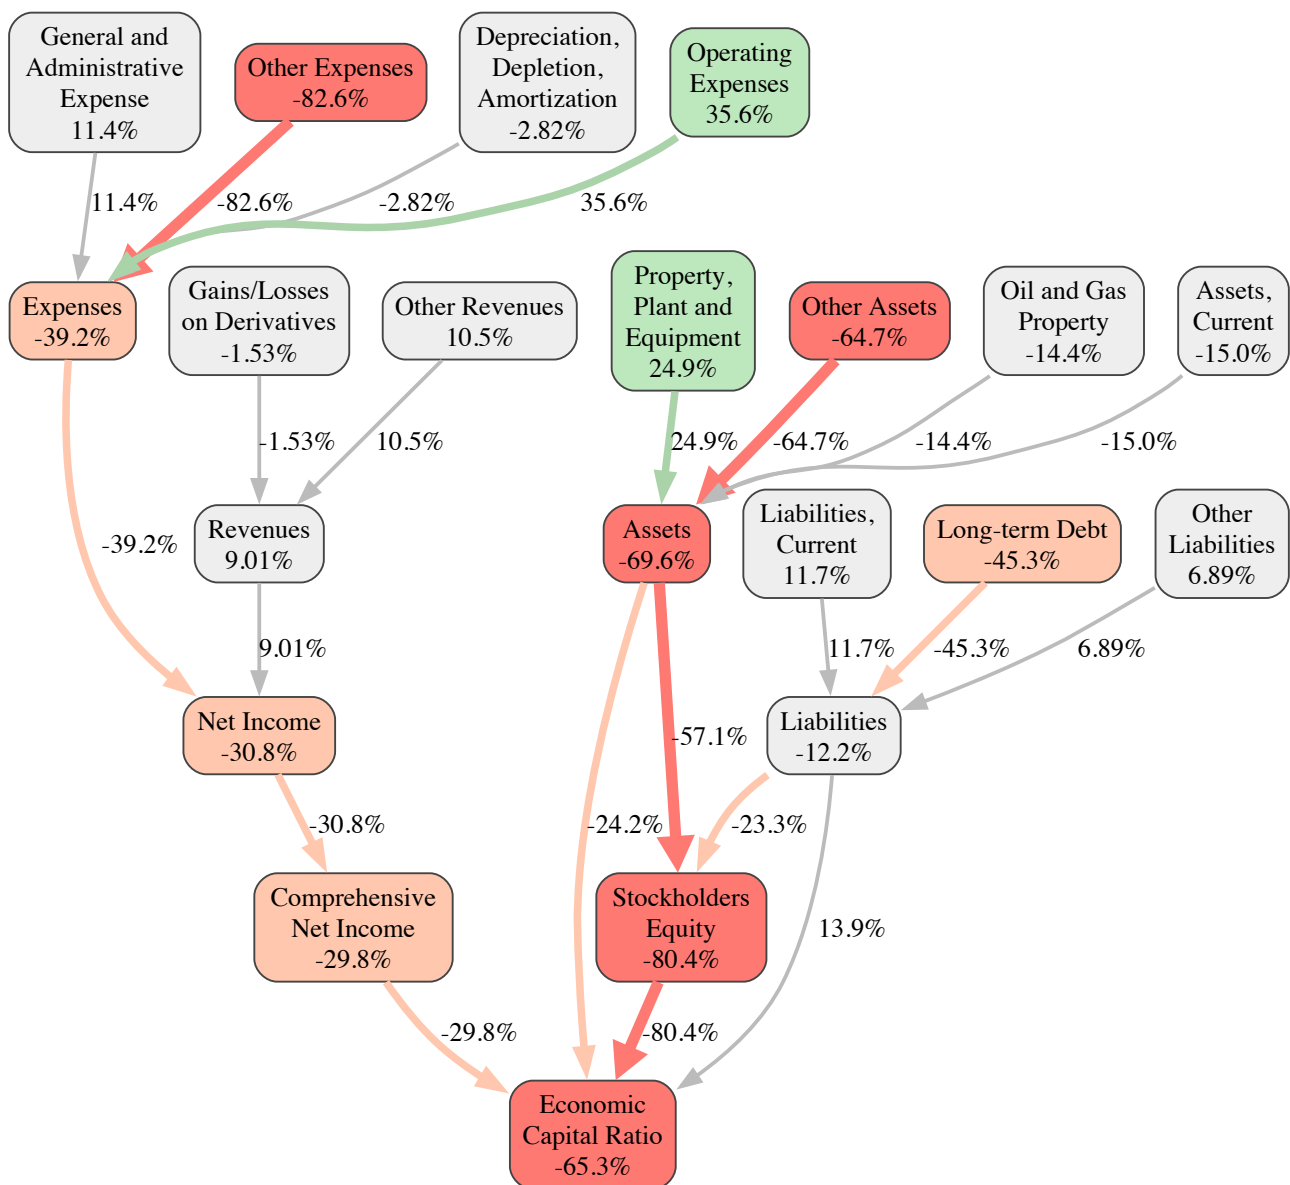 General and
Administrative
Expense
11.4%
Other Expenses
-82.6%
Depreciation,
Depletion,
Amortization
-2.82%
Operating
Expenses
35.6%
11.4%
-82.6%
-2.82%
35.6%
Expenses
-39.2%
Gains/Losses
on Derivatives
-1.53%
Other Revenues
10.5%
Property,
Plant and
Equipment
24.9%
Other Assets
-64.7%
Oil and Gas
Property
-14.4%
Assets,
Current
-15.0%
-1.53%
10.5%
24.9%
-64.7%
-14.4%
-15.0%
-39.2%
Revenues
9.01%
Assets
-69.6%
Liabilities,
Current
11.7%
Long-term Debt
-45.3%
Other
Liabilities
6.89%
9.01%
11.7%
-45.3%
6.89%
Net Income
-30.8%
-57.1%
Liabilities
-12.2%
-30.8%
-24.2%
-23.3%
Comprehensive
Net Income
-29.8%
Stockholders
Equity
-80.4%
13.9%
-29.8%
-80.4%
Economic
Capital Ratio
-65.3%